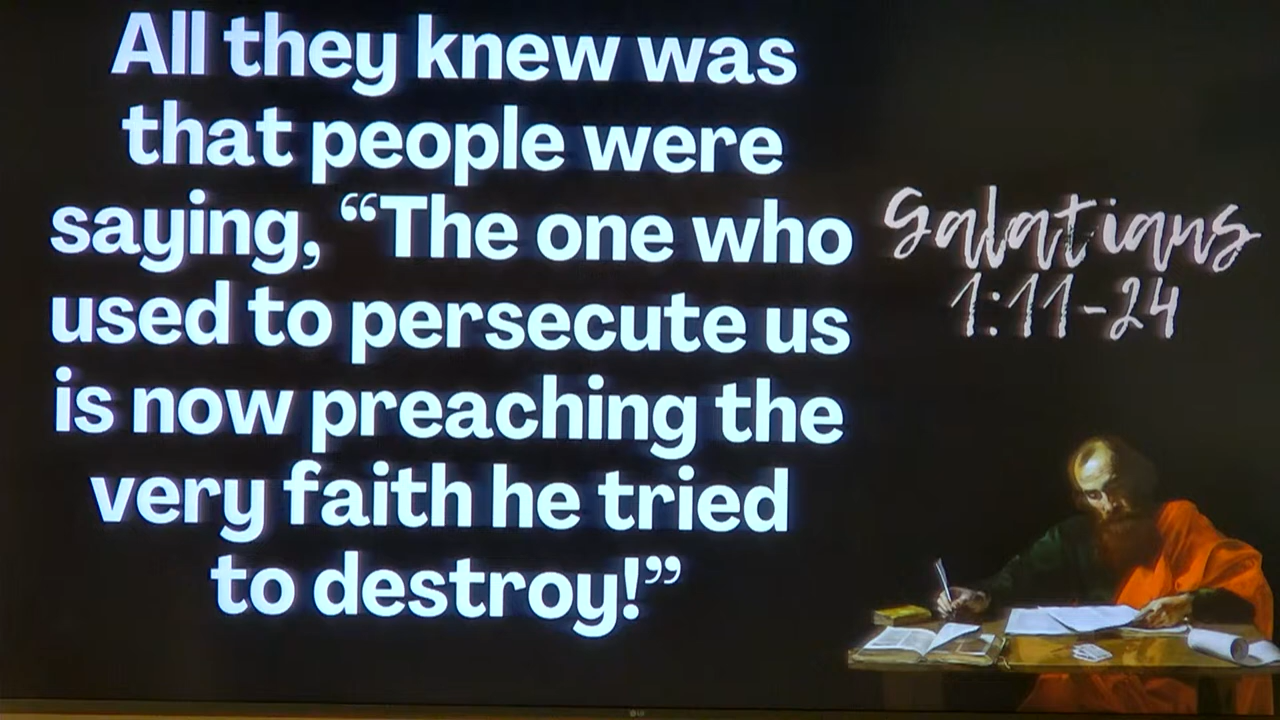 All they knew was
that people were
saying, “The one who
used to persecute us
is now preaching the
very faith he tried
to destroy!”
Galatians
1:11-24
LG